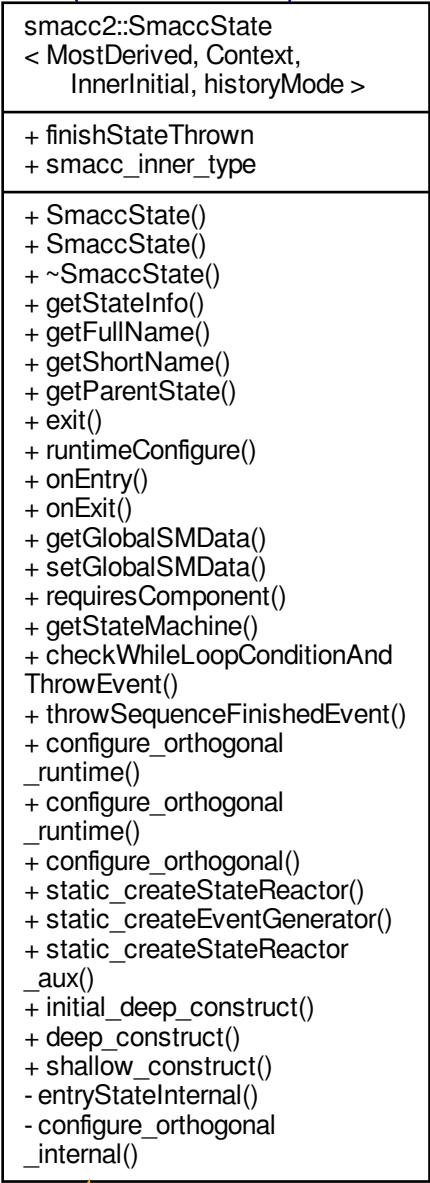 smacc2::SmaccState
< MostDerived, Context,
InnerInitial, historyMode >
+ finishStateThrown
+ smacc_inner_type
+ SmaccState()
+ SmaccState()
+ ~SmaccState()
+ getStateInfo()
+ getFullName()
+ getShortName()
+ getParentState()
+ exit()
+ runtimeConfigure()
+ onEntry()
+ onExit()
+ getGlobalSMData()
+ setGlobalSMData()
+ requiresComponent()
+ getStateMachine()
+ checkWhileLoopConditionAnd
ThrowEvent()
+ throwSequenceFinishedEvent()
+ configure_orthogonal
_runtime()
+ configure_orthogonal
_runtime()
+ configure_orthogonal()
+ static_createStateReactor()
+ static_createEventGenerator()
+ static_createStateReactor
_aux()
+ initial_deep_construct()
+ deep_construct()
+ shallow_construct()
- entryStateInternal()
- configure_orthogonal
_internal()